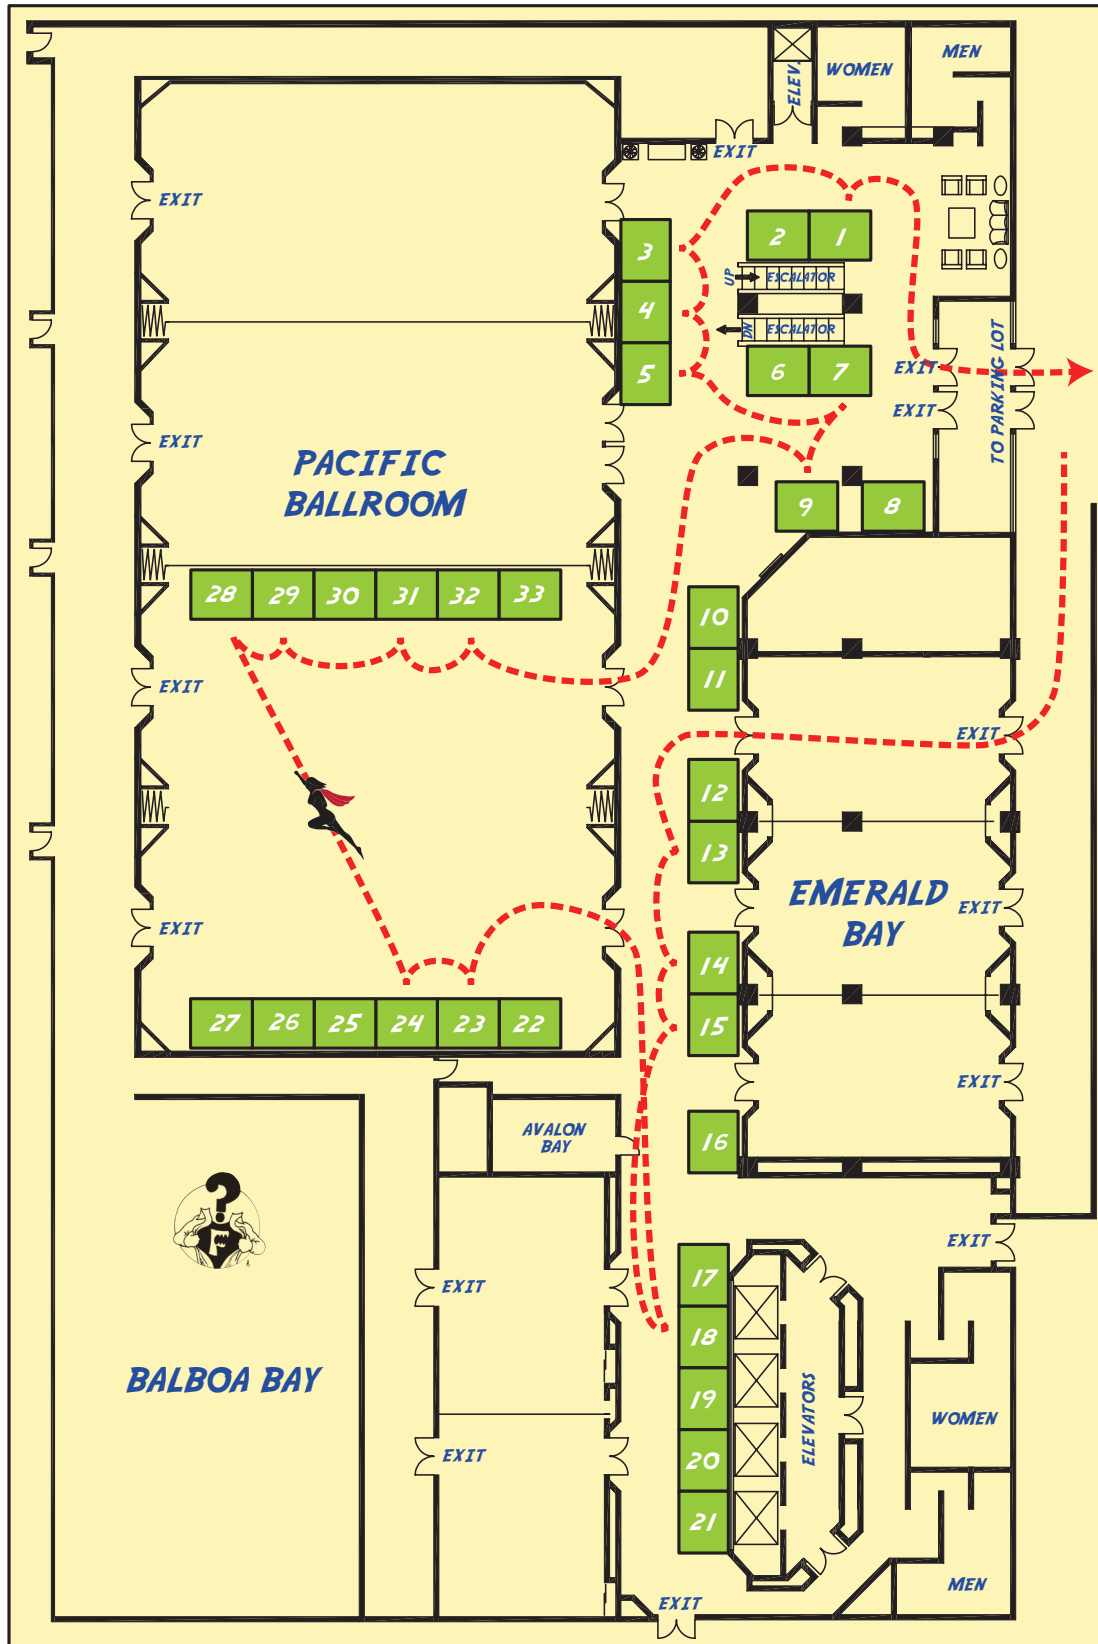 MEN
WOMEN
ELEV.
EXIT
EXIT
2
1
3
UP
ESCALATOR
4
DN
ESCALATOR
5
6
7
EXIT
TO PARKING LOT
EXIT
EXIT
PACIFIC
BALLROOM
9
8
28
29
30
31
32
33
10
11
EXIT
EXIT
12
13
EMERALD
BAY
EXIT
EXIT
14
15
27
26
25
24
23
22
EXIT
AVALON
BAY
16
?
EXIT
17
EXIT
18
BALBOA BAY
19
WOMEN
ELEVATORS
20
EXIT
21
MEN
EXIT